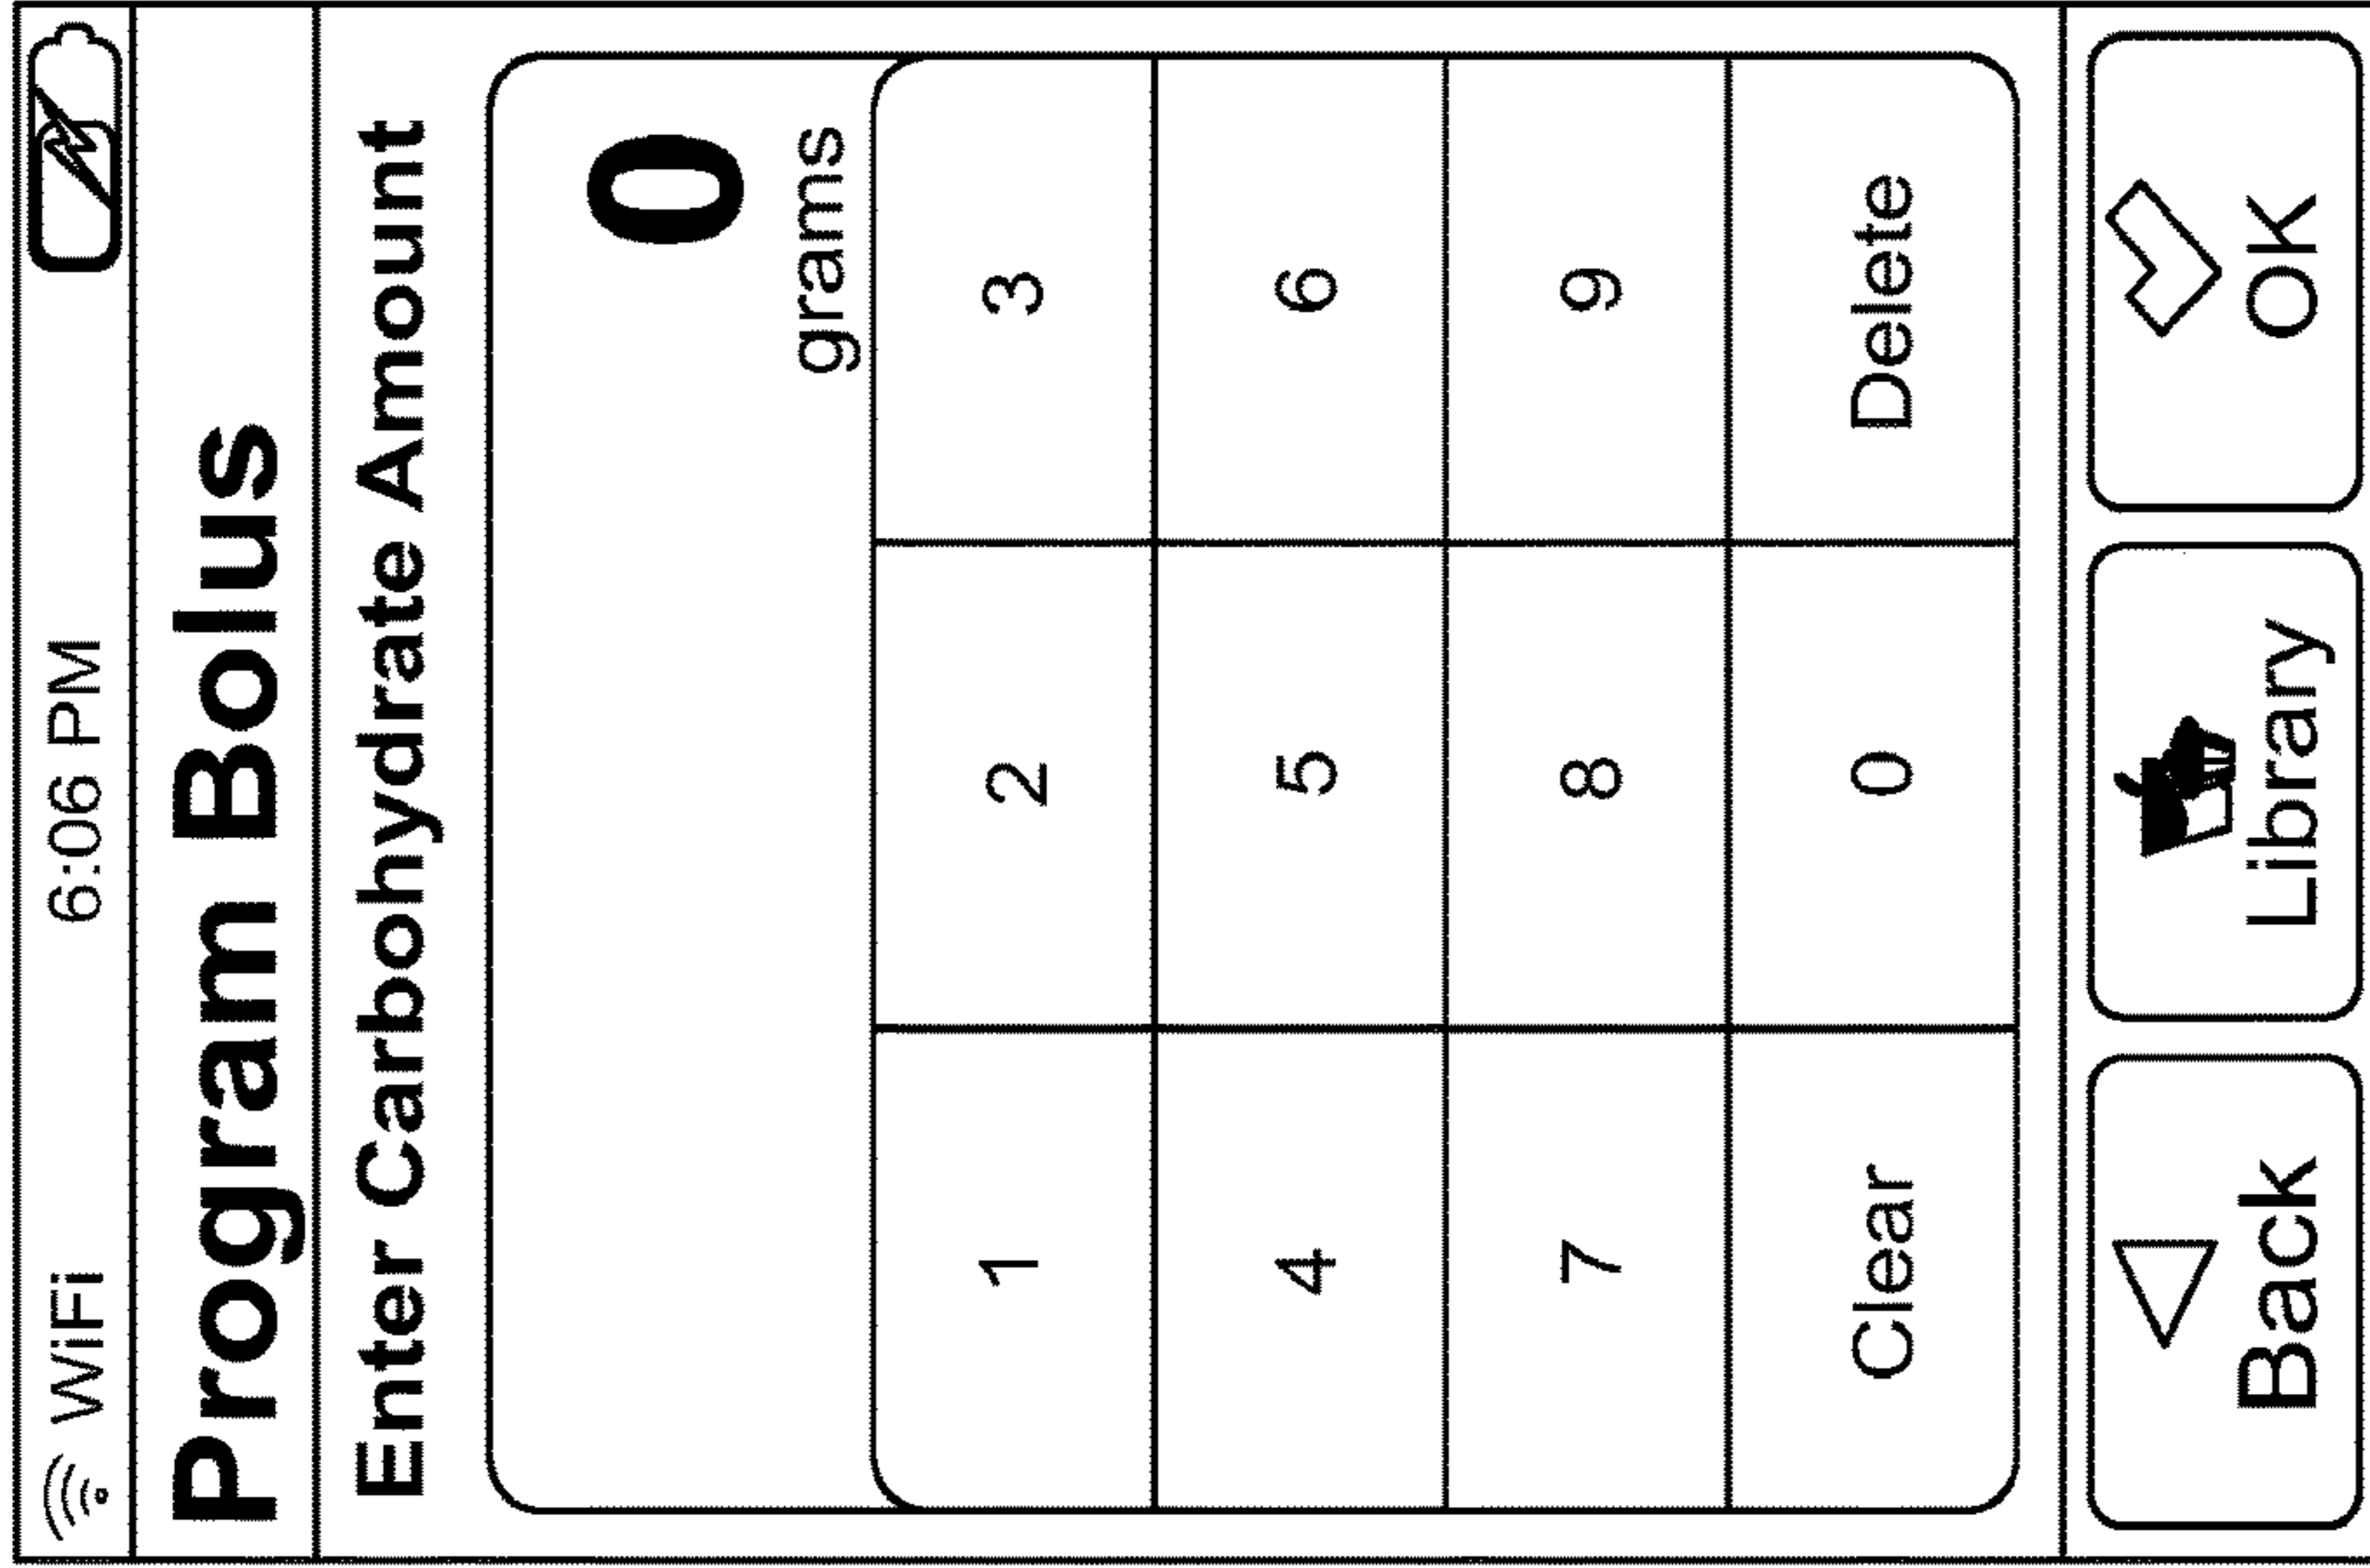 WiFi 6:06 PM
Program Bolus
Enter Carbohydrate Amount
0
grams
1 2 3
4 5 6
7 8 9
Clear 0 Delete
Back Library OK